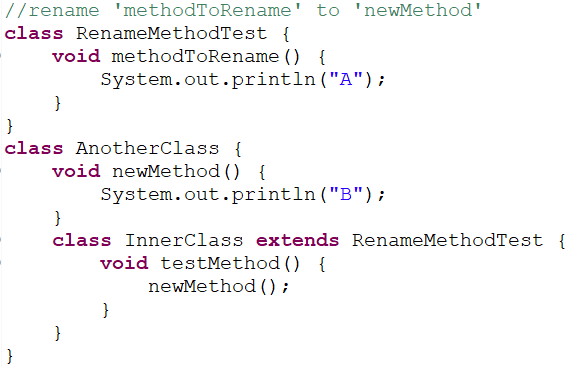 //rename 'methodToRename' to 'newMethod'
class RenameMethodTest {
    void methodToRename() {
        System.out.println("A");
    }
}
class AnotherClass {
    void newMethod() {
        System.out.println("B");
    }
    class InnerClass extends RenameMethodTest {
        void testMethod() {
            newMethod();
        }
    }
}